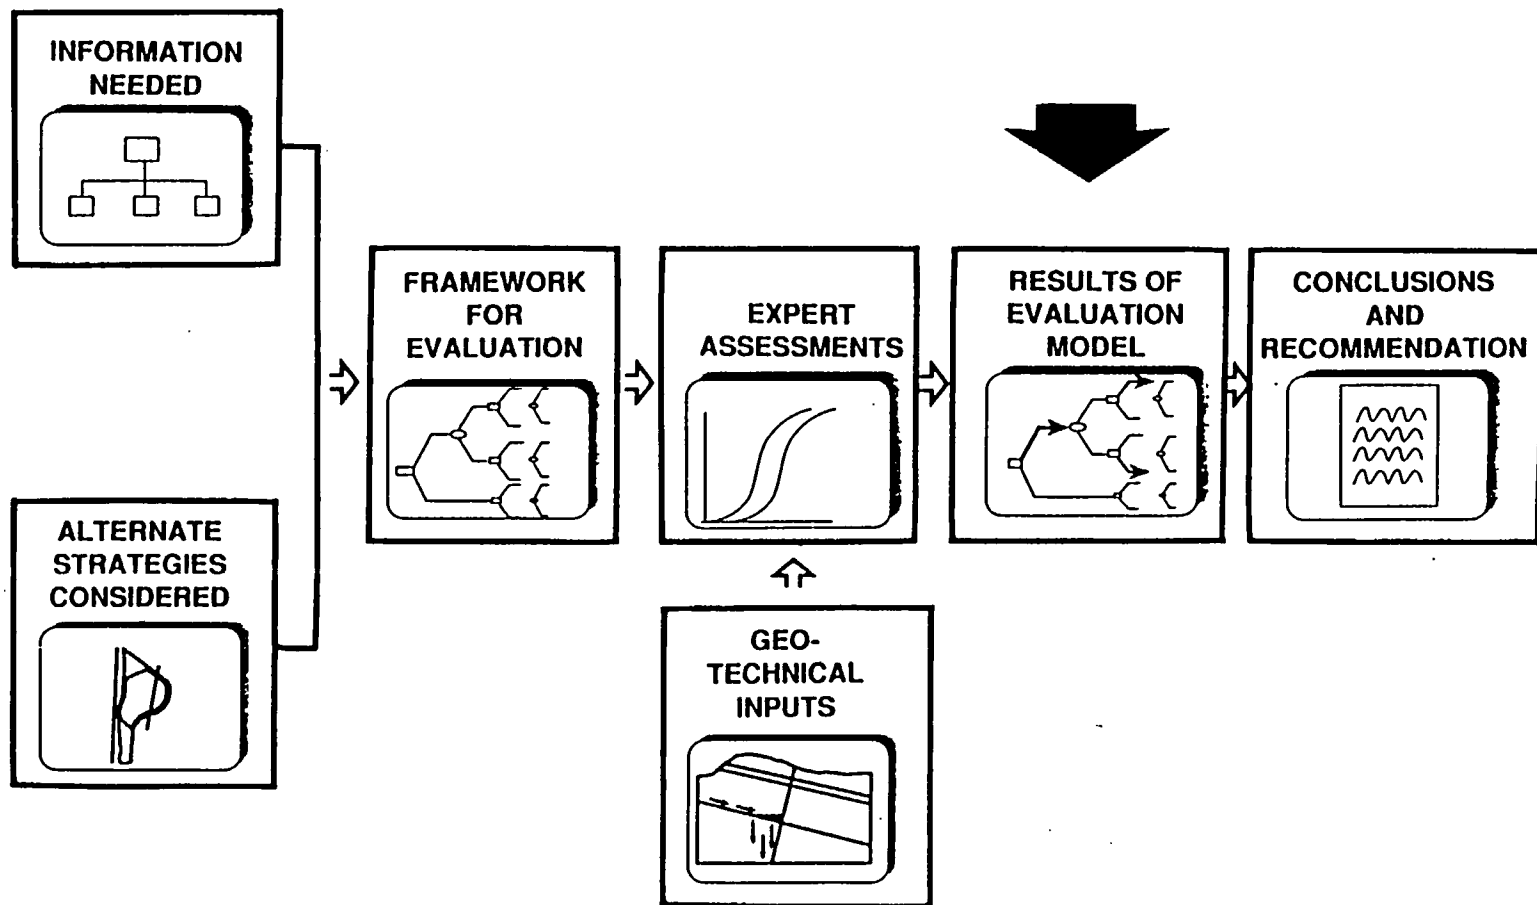 INFORMATION
NEEDED
ALTERNATE
STRATEGIES
CONSIDERED
FRAMEWORK
FOR
EVALUATION
EXPERT
ASSESSMENTS
GEO-
TECHNICAL
INPUTS
RESULTS OF
EVALUATION
MODEL
CONCLUSIONS
AND
RECOMMENDATION